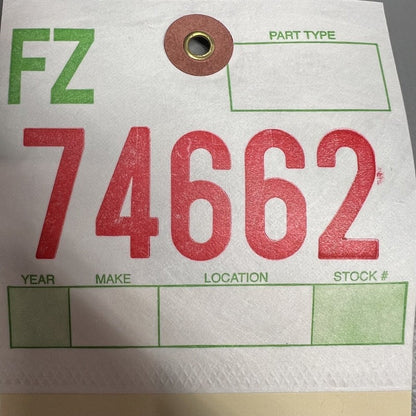 FZ PART TYPE
74662
YEAR MAKE LOCATION STOCK #